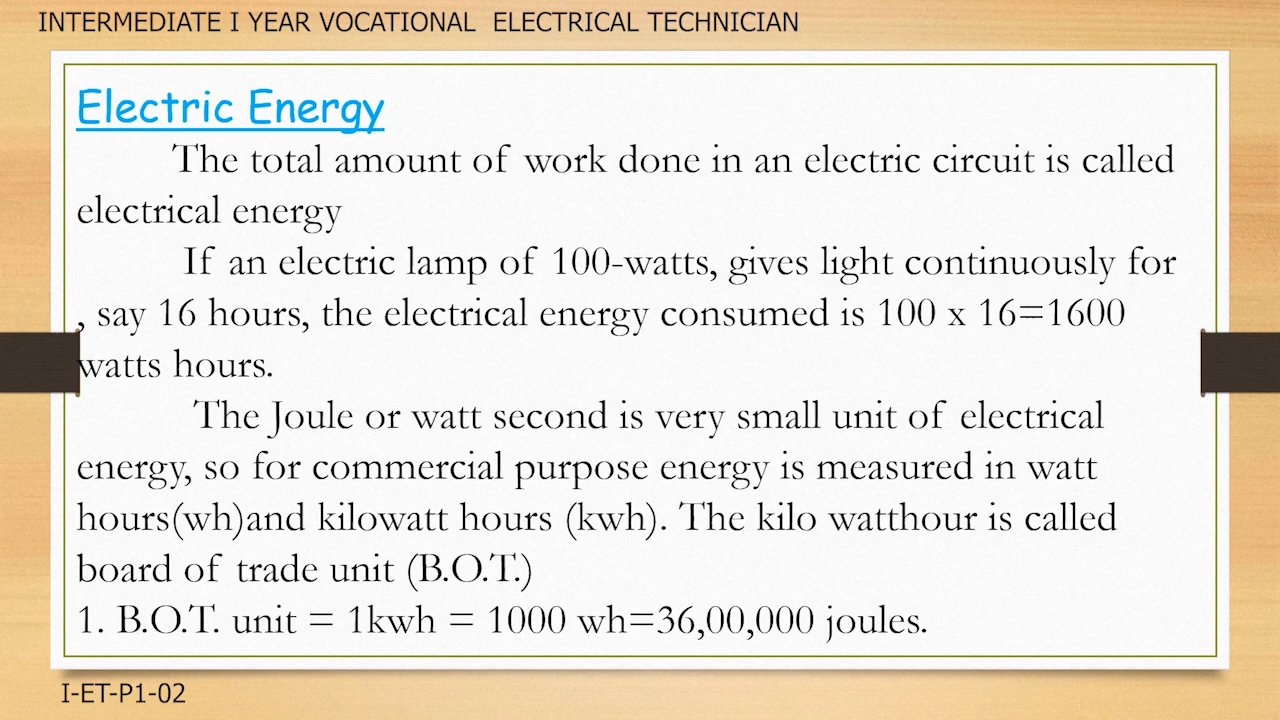 INTERMEDIATE I YEAR VOCATIONAL ELECTRICAL TECHNICIAN
Electric Energy
The total amount of work done in an electric circuit is called
electrical energy
If an electric lamp of 100-watts, gives light continuously for
, say 16 hours, the electrical energy consumed is 100 x 16=1600
watts hours.
The Joule or watt second is very small unit of electrical
energy, so for commercial purpose energy is measured in watt
hours(wh)and kilowatt hours (kwh). The kilo watthour is called
board of trade unit (B.O.T.)
1. B.O.T. unit = 1kwh = 1000 wh=36,00,000 joules.
I-ET-P1-02